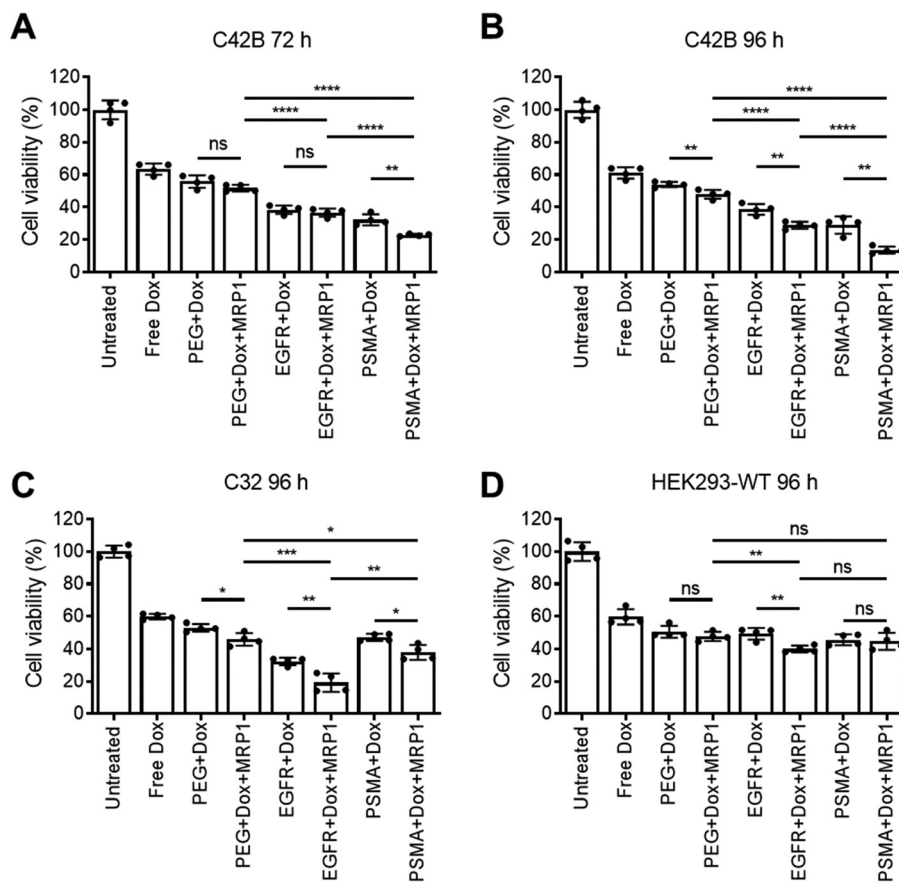 A
C42B 72 h
Cell viability (%)
120
100
80
60
40
20
0
ns
****
****
ns
****
**
Untreated
Free Dox
PEG+Dox
PEG+Dox+MRP1
EGFR+Dox
EGFR+Dox+MRP1
PSMA+Dox
PSMA+Dox+MRP1
B
C42B 96 h
Cell viability (%)
120
100
80
60
40
20
0
**
****
****
**
****
**
Untreated
Free Dox
PEG+Dox
PEG+Dox+MRP1
EGFR+Dox
EGFR+Dox+MRP1
PSMA+Dox
PSMA+Dox+MRP1
C
C32 96 h
Cell viability (%)
120
100
80
60
40
20
0
*
***
*
**
**
*
Untreated
Free Dox
PEG+Dox
PEG+Dox+MRP1
EGFR+Dox
EGFR+Dox+MRP1
PSMA+Dox
PSMA+Dox+MRP1
D
HEK293-WT 96 h
Cell viability (%)
120
100
80
60
40
20
0
ns
**
ns
**
ns
ns
Untreated
Free Dox
PEG+Dox
PEG+Dox+MRP1
EGFR+Dox
EGFR+Dox+MRP1
PSMA+Dox
PSMA+Dox+MRP1